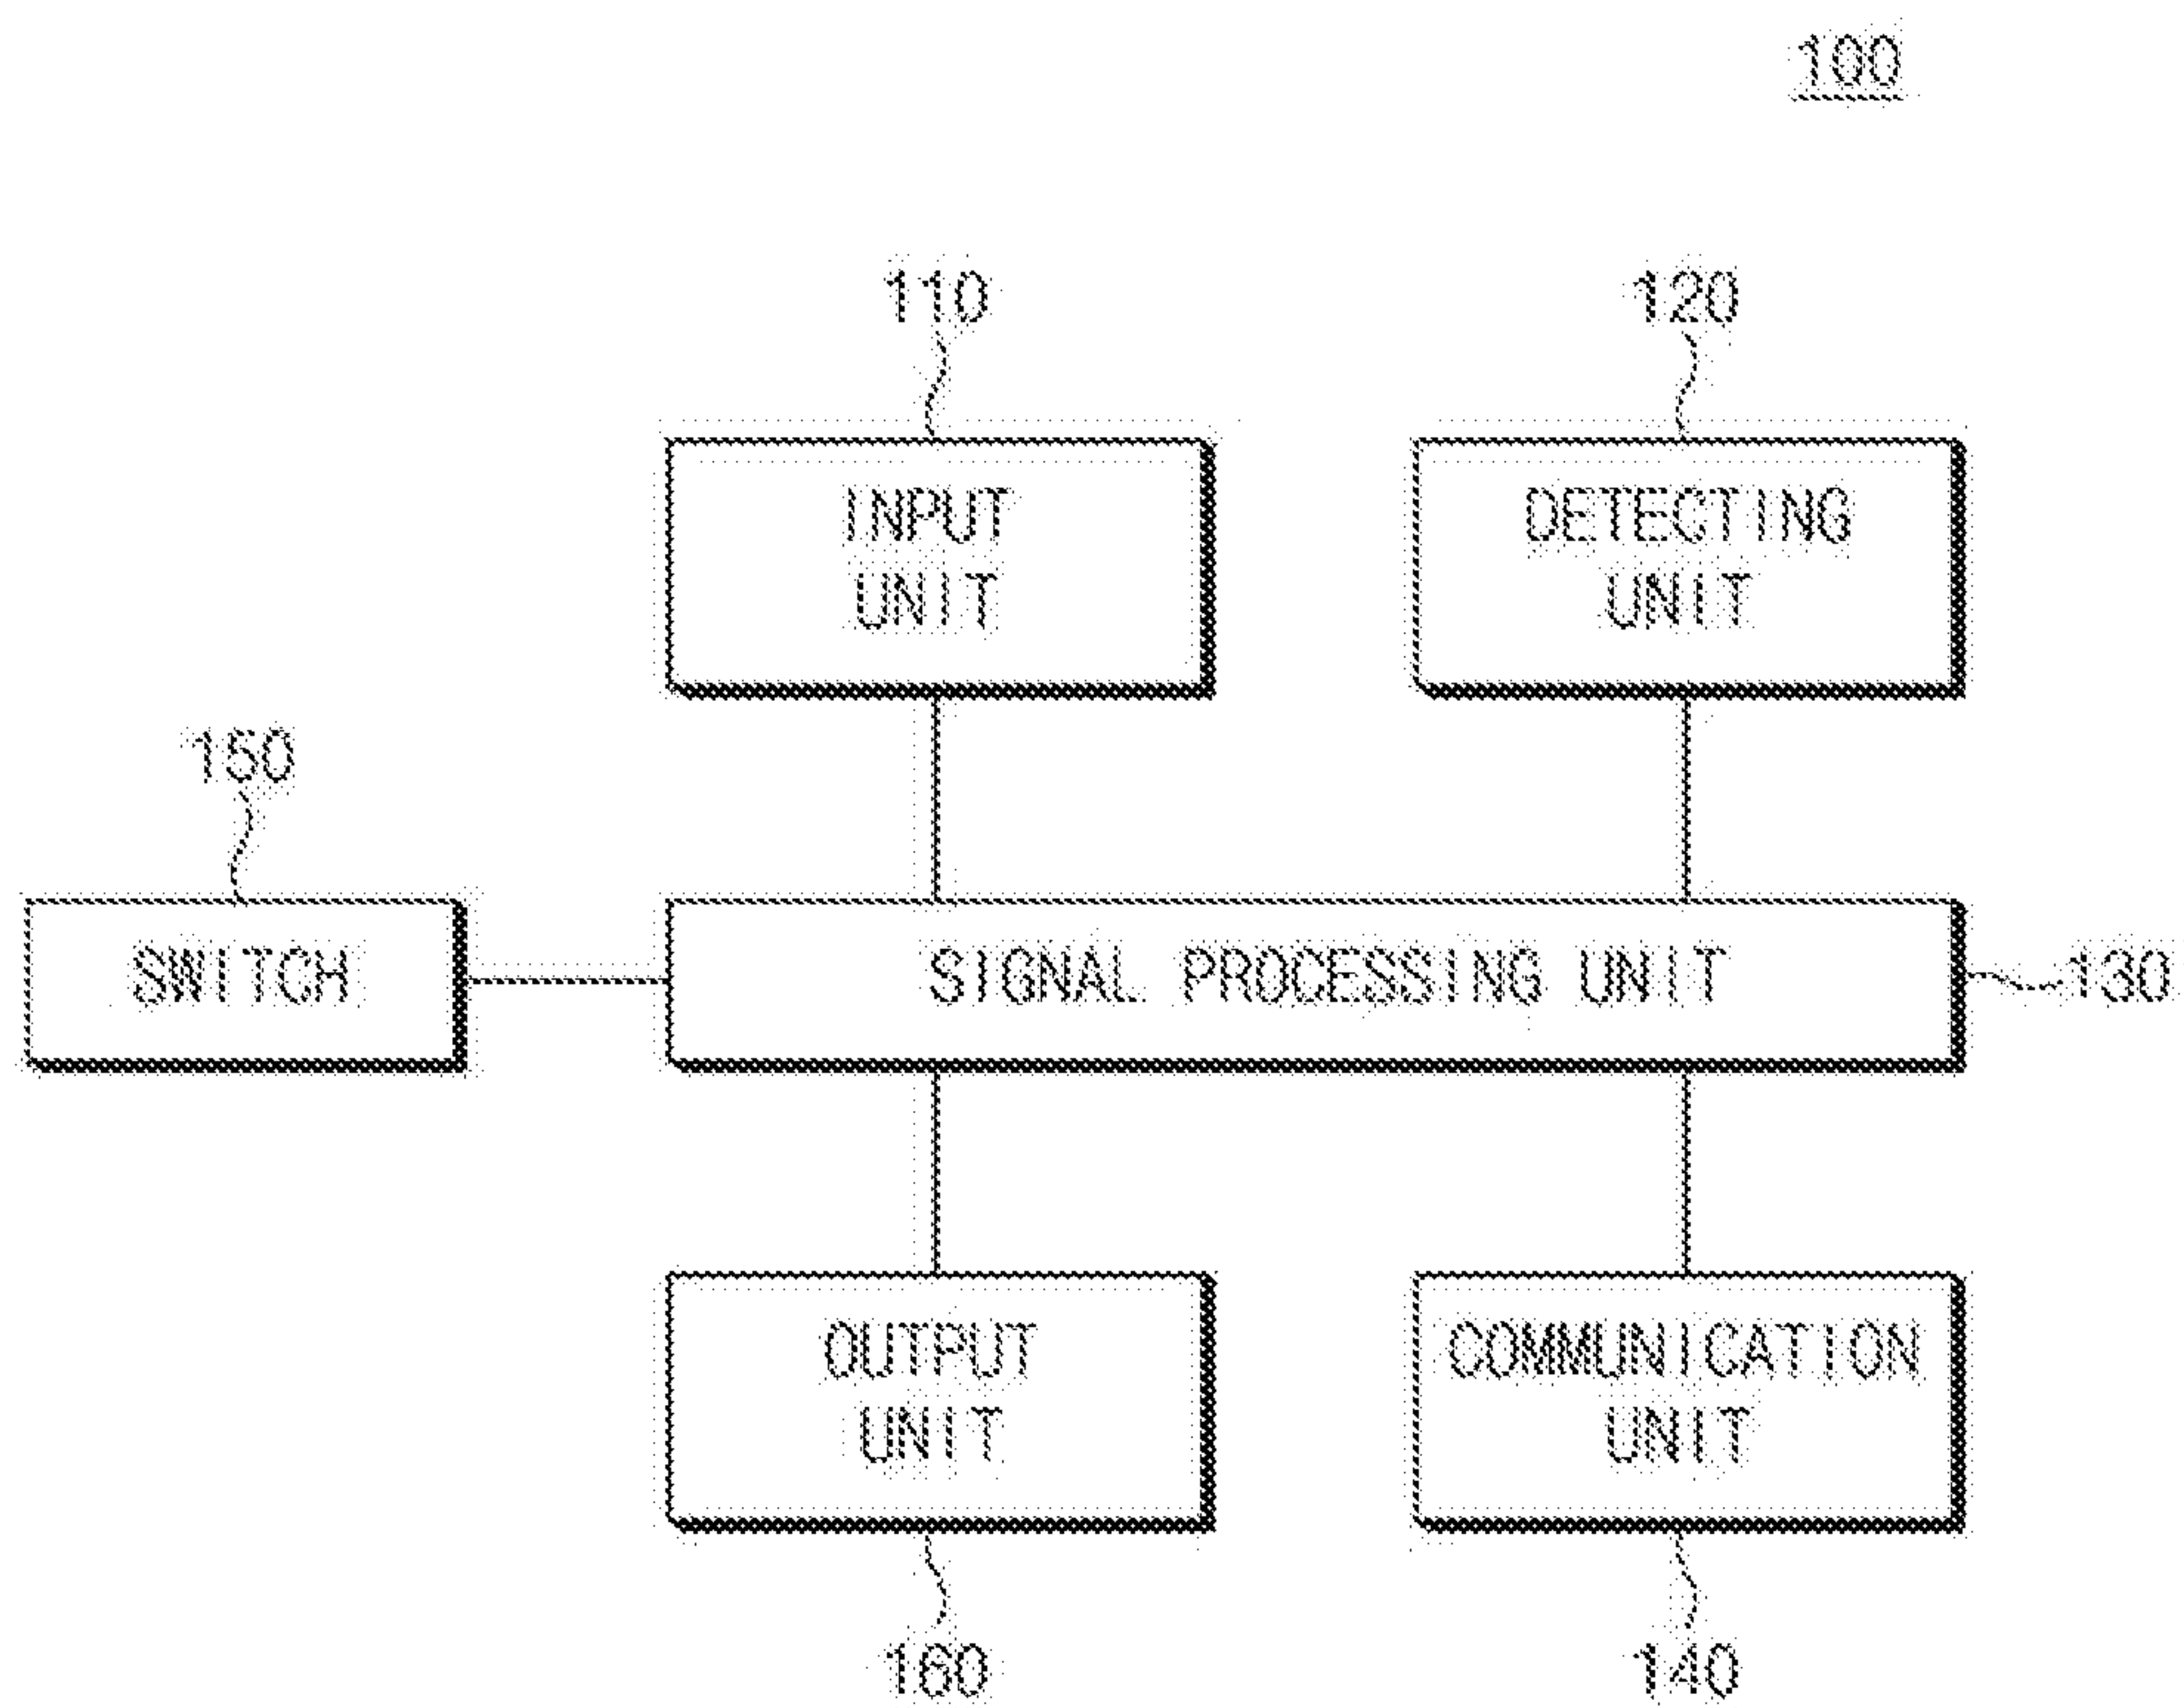 100
110
120
INPUT
UNIT
DETECTING
UNIT
150
SWITCH
SIGNAL PROCESSING UNIT
130
OUTPUT
UNIT
COMMUNICATION
UNIT
160
140